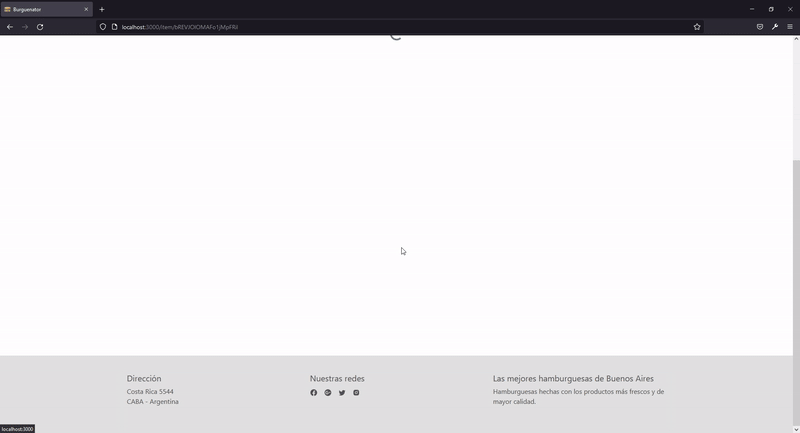 Burguenator
localhost:3000/item/bREVJOIOMAFo1jMpFRil
Dirección
Costa Rica 5544
CABA - Argentina
Nuestras redes
Las mejores hamburguesas de Buenos Aires
Hamburguesas hechas con los productos más frescos y de
mayor calidad.
localhost:3000